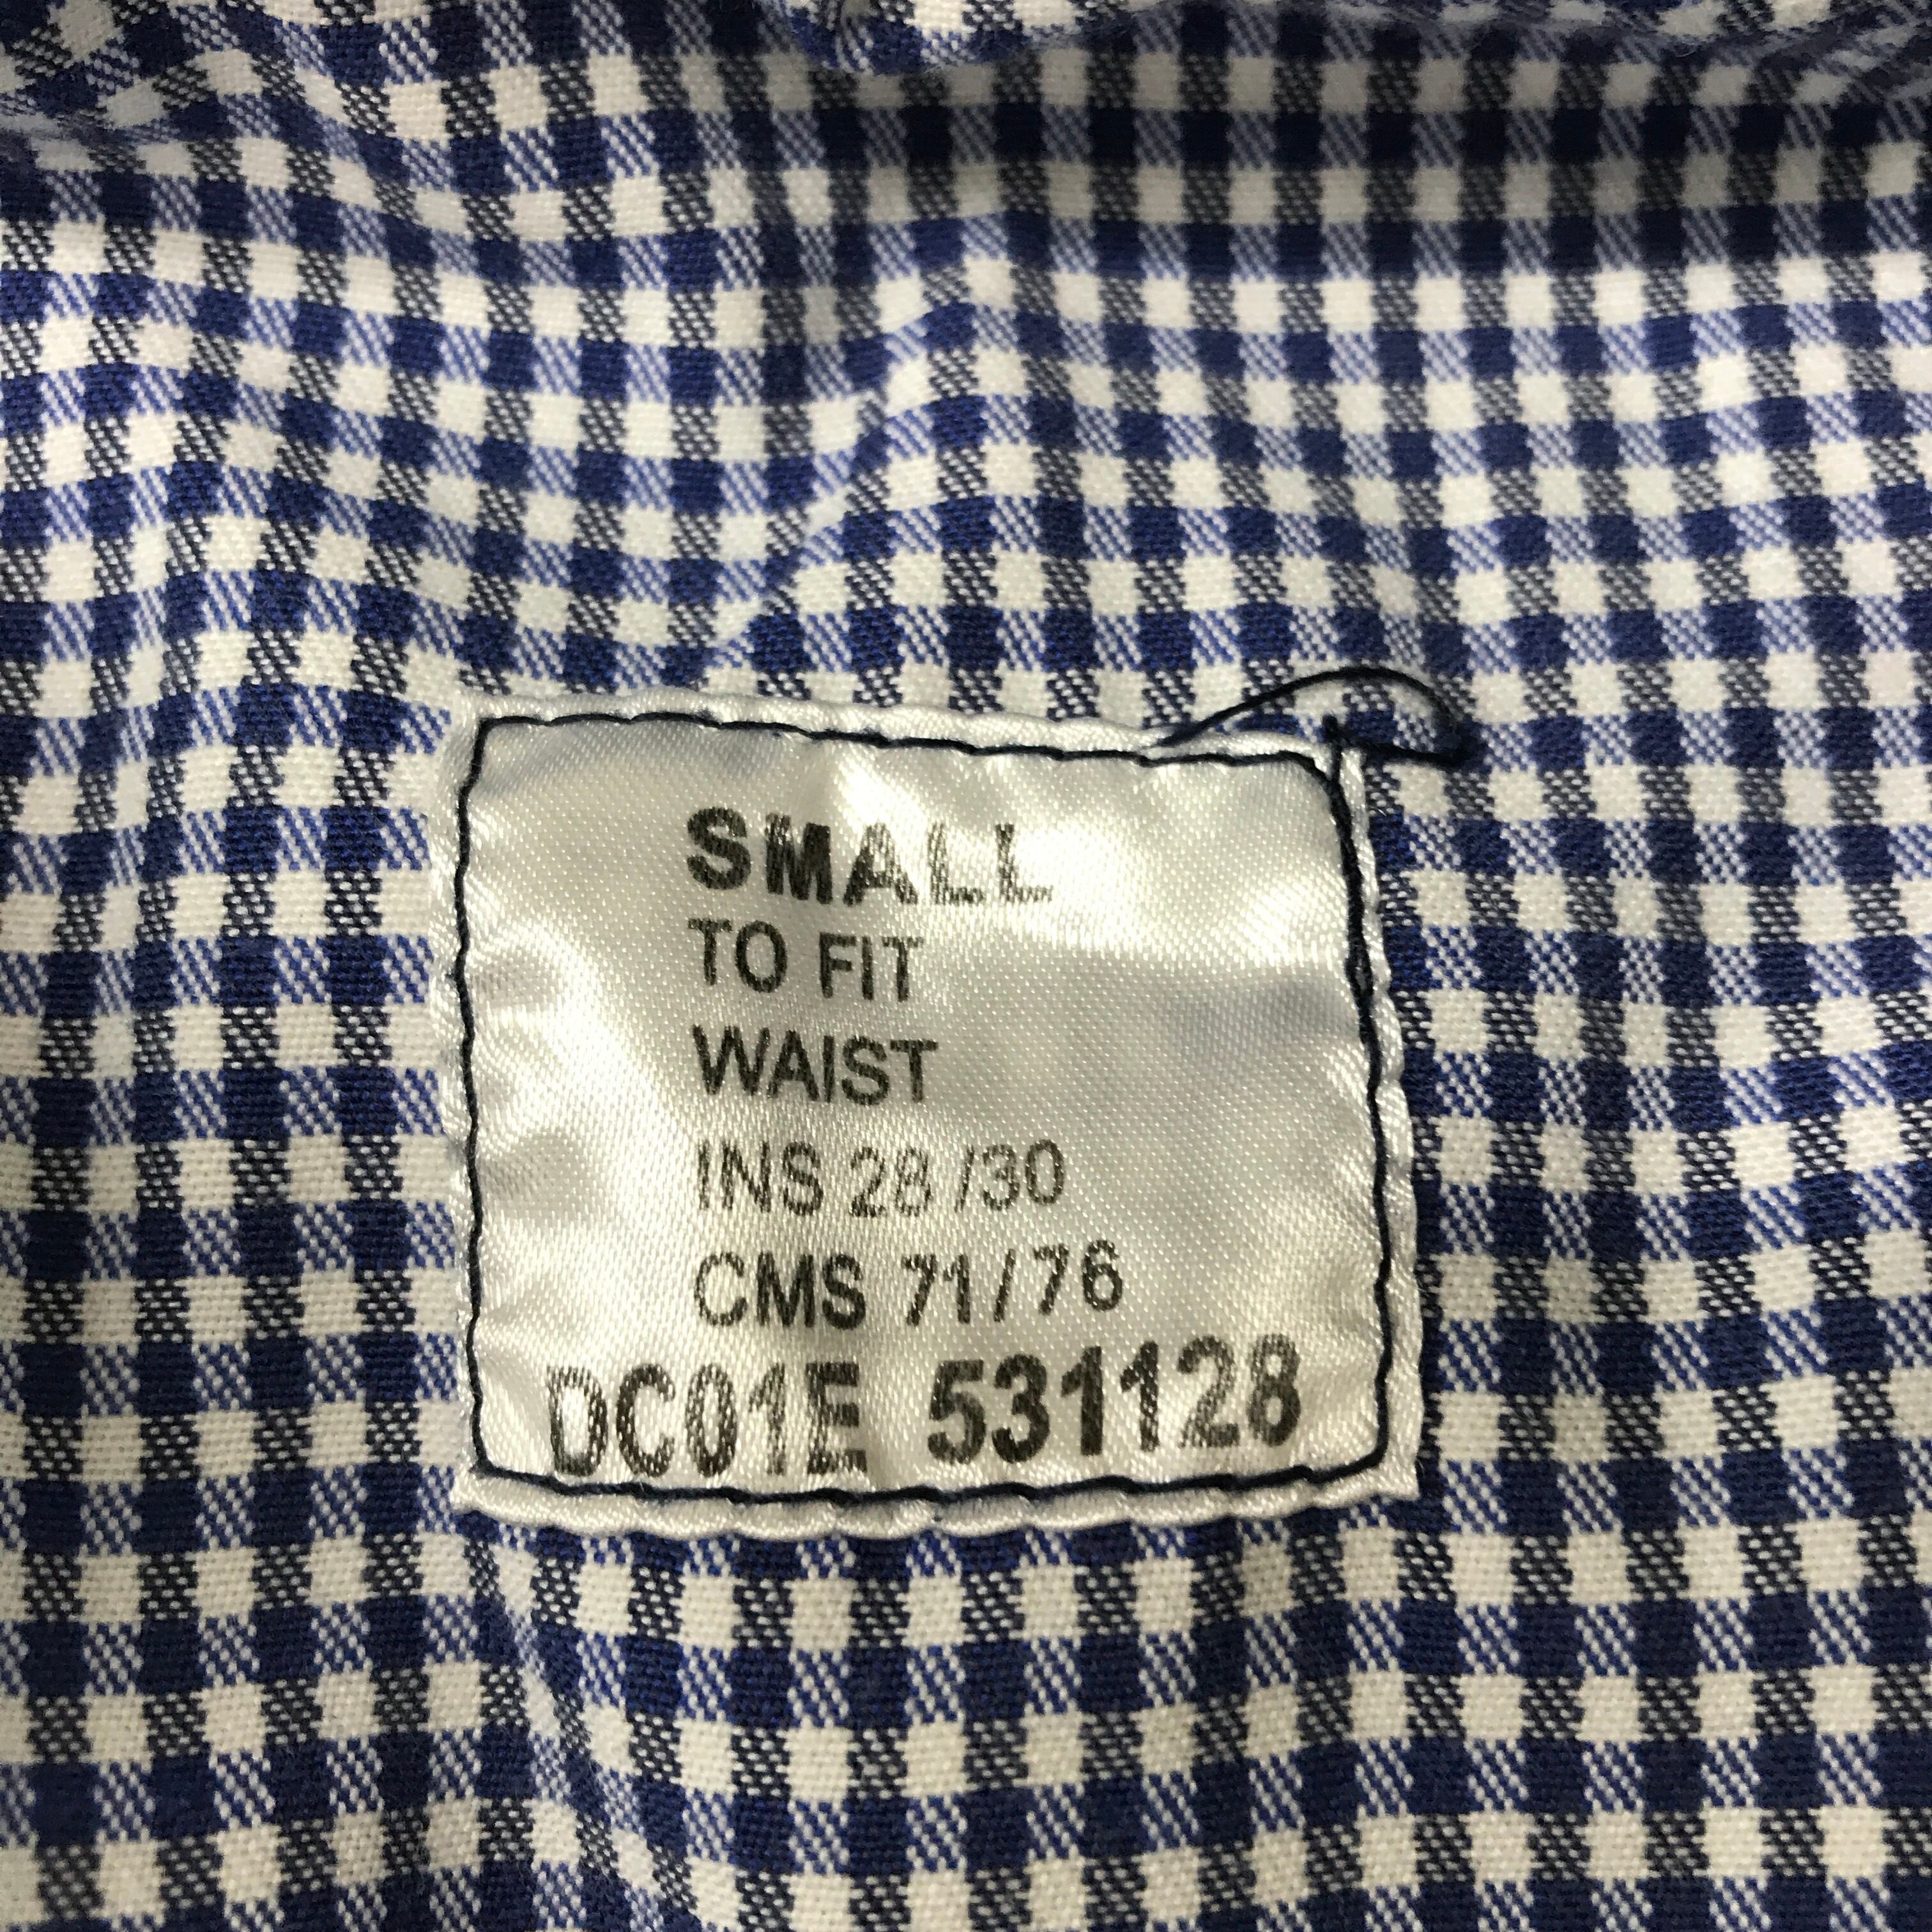 SMALL
TO FIT
WAIST
INS 28/30
CMS 71/76
DC01E 531128